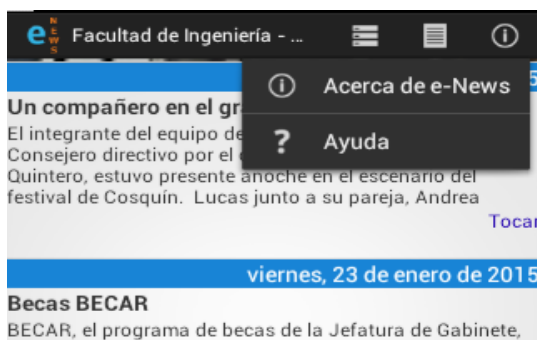 e NEWS Facultad de Ingeniería - ...
5
Acerca de e-News
Ayuda
Un compañero en el gr
El integrante del equipo de
Consejero directivo por el
Quintero, estuvo presente anoche en el escenario del
festival de Cosquín. Lucas junto a su pareja, Andrea
Tocar
viernes, 23 de enero de 2015
Becas BECAR
BECAR, el programa de becas de la Jefatura de Gabinete,